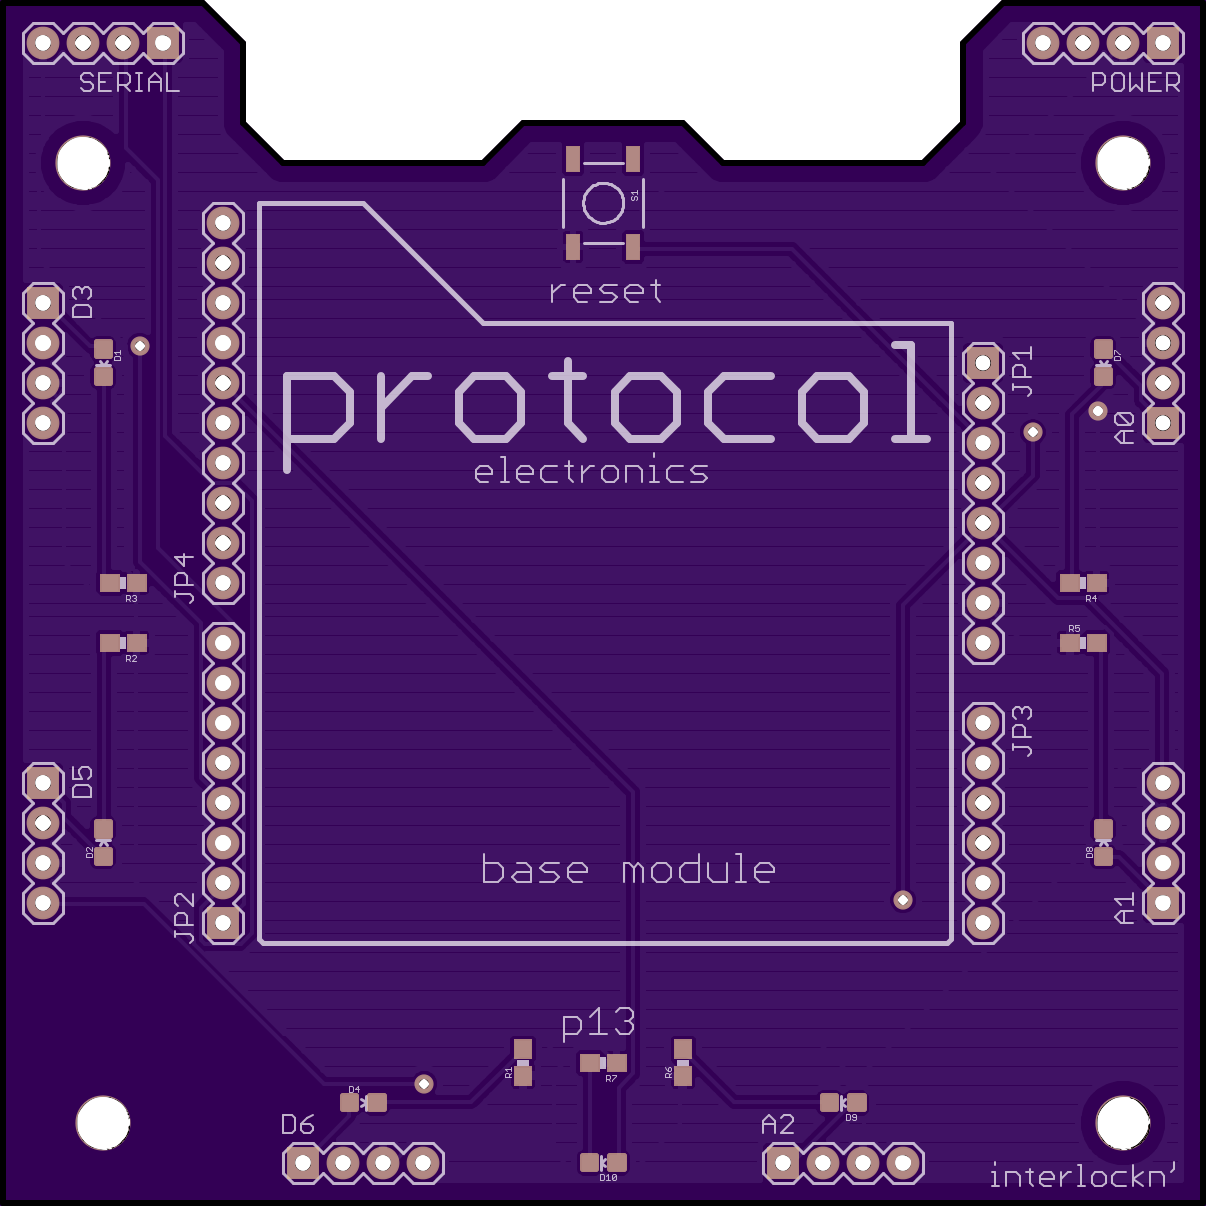 SERIAL
POWER
S1
reset
D3
D1
JP1
D7
A0
protocol
electronics
JP4
R3
R4
R2
R5
JP3
D5
D2
base module
D8
JP2
A1
p13
R1
R7
R6
D4
D9
D6
A2
D10
interlockn'